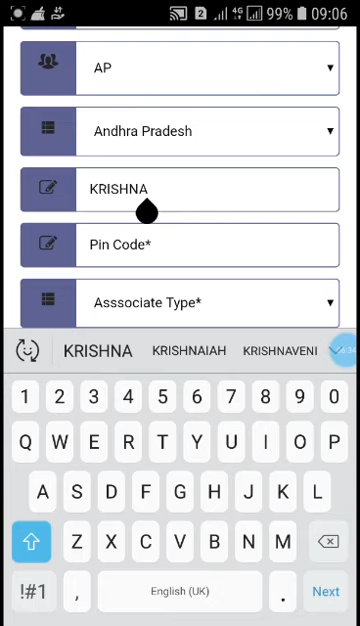 2 4G 99% 09:06
AP
Andhra Pradesh
KRISHNA
Pin Code*
Asssociate Type*
KRISHNA KRISHNAIAH KRISHNAVENI
1 2 3 4 5 6 7 8 9 0
Q W E R T Y U I O P
A S D F G H J K L
Z X C V B N M
!#1 , English (UK) . Next